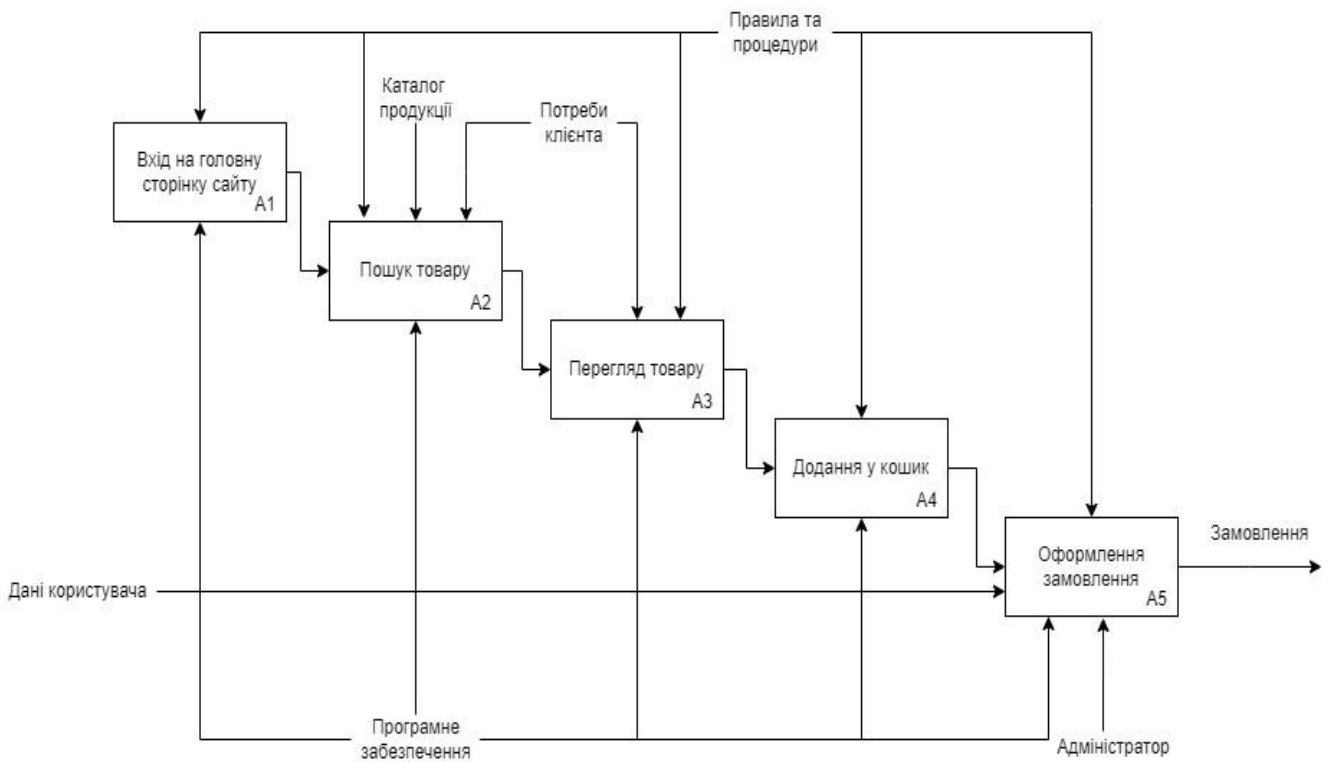 Правила та
процедури
Каталог
продукції
Потреби
клієнта
Вхід на головну
сторінку сайту
A1
Пошук товару
A2
Перегляд товару
A3
Додання у кошик
A4
Замовлення
Оформлення
замовлення
A5
Дані користувача
Програмне
забезпечення
Адміністратор